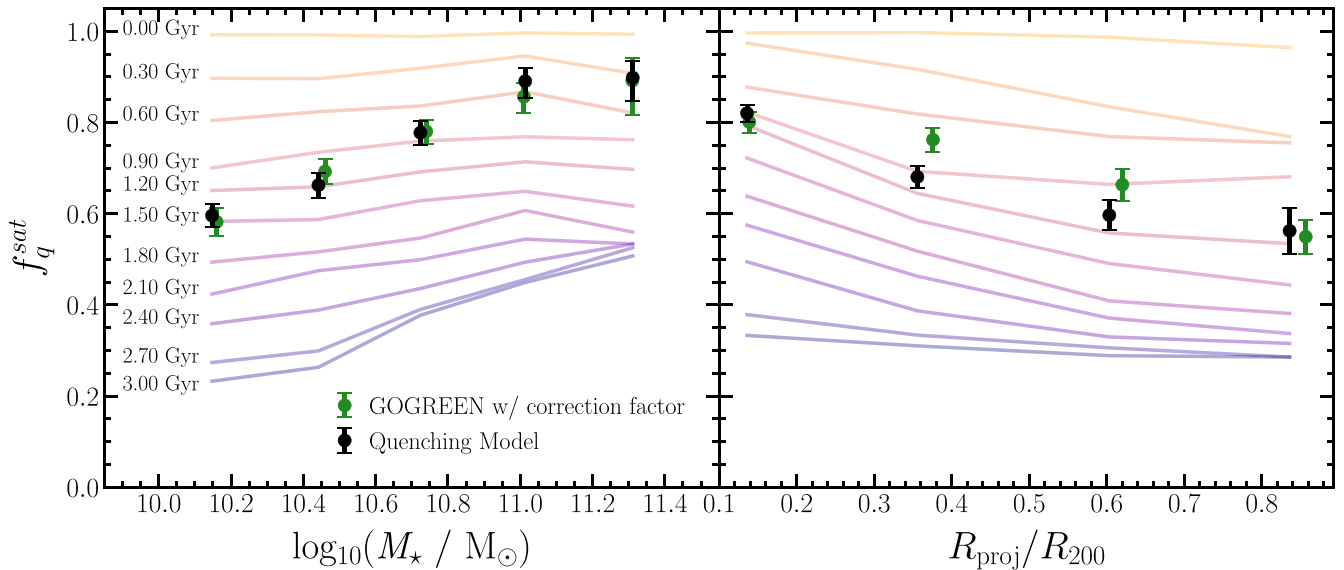 1.0
0.8
0.6
0.4
0.2
0.0
f_q^{sat}
0.00 Gyr
0.30 Gyr
0.60 Gyr
0.90 Gyr
1.20 Gyr
1.50 Gyr
1.80 Gyr
2.10 Gyr
2.40 Gyr
2.70 Gyr
3.00 Gyr
GOGREEN w/ correction factor
Quenching Model
10.0 10.2 10.4 10.6 10.8 11.0 11.2 11.4
log₁₀(M⋆ / M⊙)
0.1 0.2 0.3 0.4 0.5 0.6 0.7 0.8
R_proj/R₂₀₀